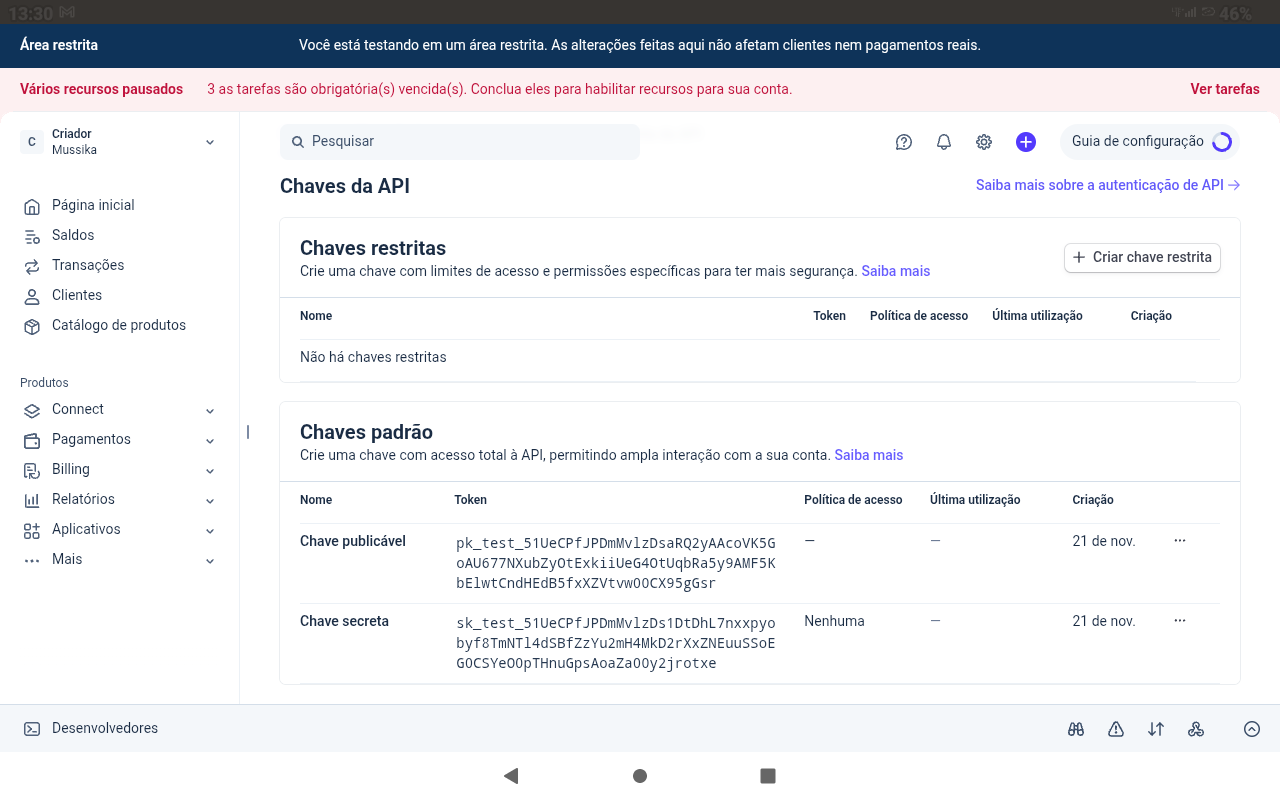 13:30
46%
Área restrita
Você está testando em um área restrita. As alterações feitas aqui não afetam clientes nem pagamentos reais.
Vários recursos pausados
3 as tarefas são obrigatória(s) vencida(s). Conclua eles para habilitar recursos para sua conta.
Ver tarefas
C
Criador
Mussika
Pesquisar
Guia de configuração
Chaves da API
Saiba mais sobre a autenticação de API
Página inicial
Saldos
Transações
Clientes
Catálogo de produtos
Produtos
Connect
Pagamentos
Billing
Relatórios
Aplicativos
Mais
Chaves restritas
Crie uma chave com limites de acesso e permissões específicas para ter mais segurança. Saiba mais
Criar chave restrita
Nome Token Política de acesso Última utilização Criação
Não há chaves restritas
Chaves padrão
Crie uma chave com acesso total à API, permitindo ampla interação com a sua conta. Saiba mais
Nome Token Política de acesso Última utilização Criação
Chave publicável pk_test_51UeCPfJPDmMvlzDsaRQ2yAAcoVK5G — — 21 de nov.
oAU677NXubZyOtExkiiUeG4OtUqbRa5y9AMF5K
bElwtCndHEdB5fxXZVtvw00CX95gGsr
Chave secreta sk_test_51UeCPfJPDmMvlzDs1DtDhL7nxxpyo Nenhuma — 21 de nov.
byf8TmNTl4dSBfZzYu2mH4MkD2rXxZNEuuSSoE
G0CSYeO0pTHnuGpsAoaZa00y2jrotxe
Desenvolvedores